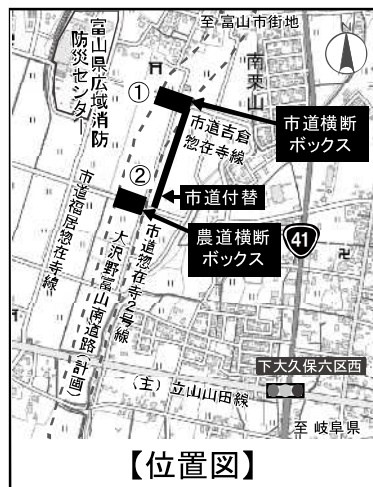 至 富山市街地
富山県広域消防
防災センター
南栗山
①
市道横断
ボックス
市道吉倉
惣在寺線
②
市道付替
農道横断
ボックス
41
市道福居惣在寺線
市道惣在寺2号線
大沢野富山南道路(計画)
下大久保六区西
(主)立山山田線
至 岐阜県
【位置図】